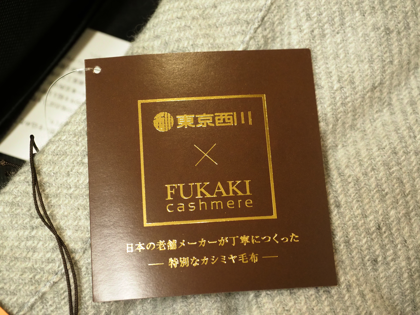 東京西川
×
FUKAKI
cashmere
日本の老舗メーカーが丁寧につくった
― 特別なカシミヤ毛布 ―